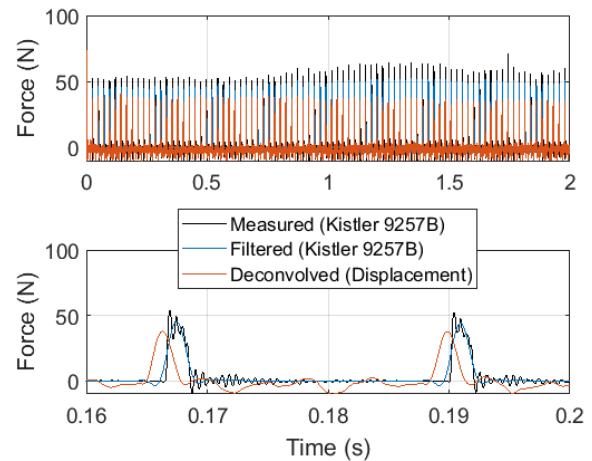 100
50
0
Force (N)
0
0.5
1
1.5
2
Measured (Kistler 9257B)
Filtered (Kistler 9257B)
Deconvolved (Displacement)
100
50
0
Force (N)
0.16
0.17
0.18
0.19
0.2
Time (s)